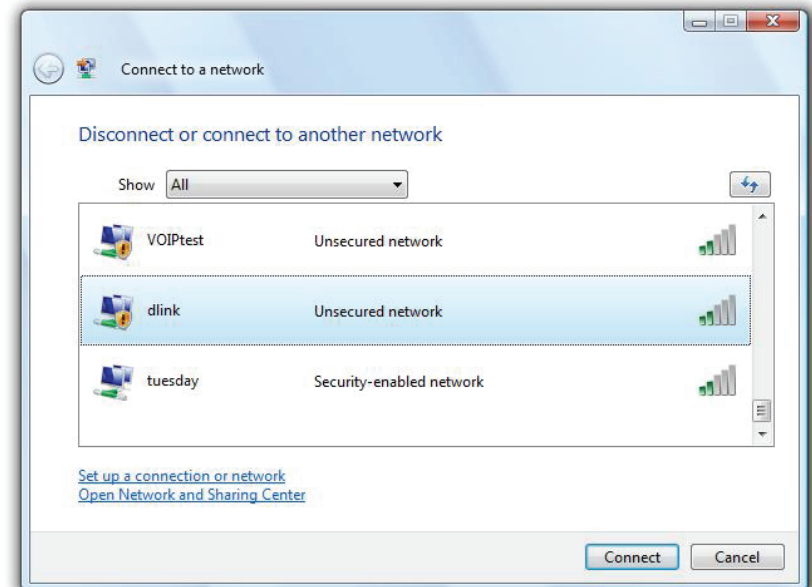 Connect to a network
Disconnect or connect to another network
Show All
VOIPtest Unsecured network
dlink Unsecured network
tuesday Security-enabled network
Set up a connection or network
Open Network and Sharing Center
Connect Cancel